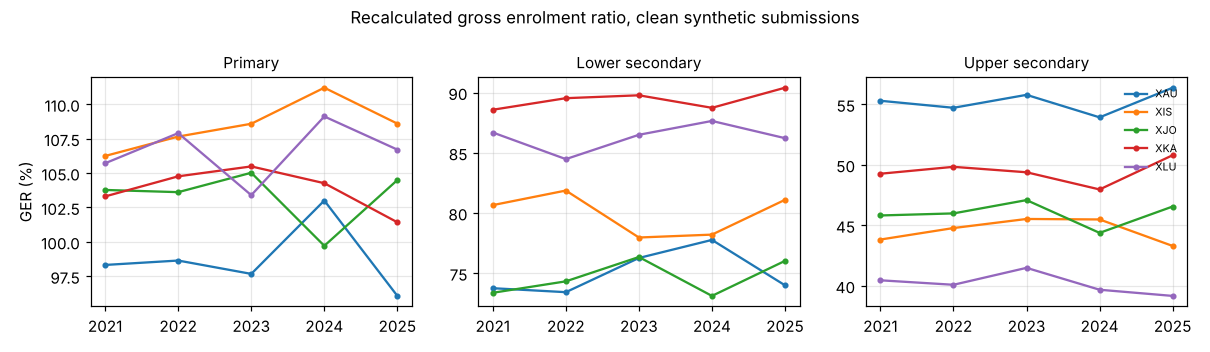 Recalculated gross enrolment ratio, clean synthetic submissions
Primary
GER (%)
110.0
107.5
105.0
102.5
100.0
97.5
2021 2022 2023 2024 2025
Lower secondary
90
85
80
75
2021 2022 2023 2024 2025
Upper secondary
55
50
45
40
2021 2022 2023 2024 2025
XAU
XIS
XJO
XKA
XLU